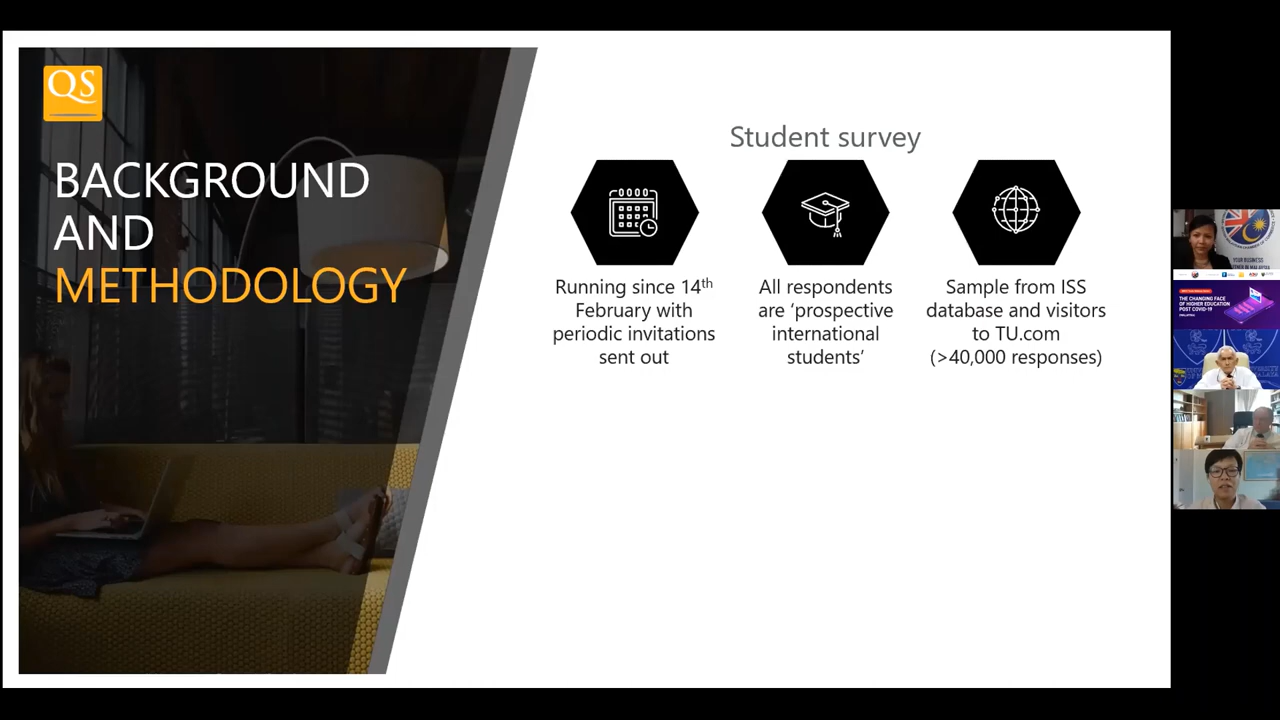 QS
BACKGROUND
AND
METHODOLOGY
Student survey
Running since 14th
February with
periodic invitations
sent out
All respondents
are ‘prospective
international
students’
Sample from ISS
database and visitors
to TU.com
(>40,000 responses)
YOUR BUSINESS
THE CHANGING FACE
OF HIGHER EDUCATION
POST COVID-19